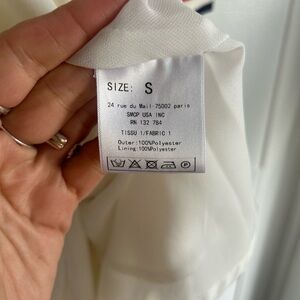 SIZE: S
24 rue du Mail-75002 paris
SMCP USA INC
RN 132 784
TISSU 1/FABRIC 1
Outer:100%Polyester
Lining:100%Polyester